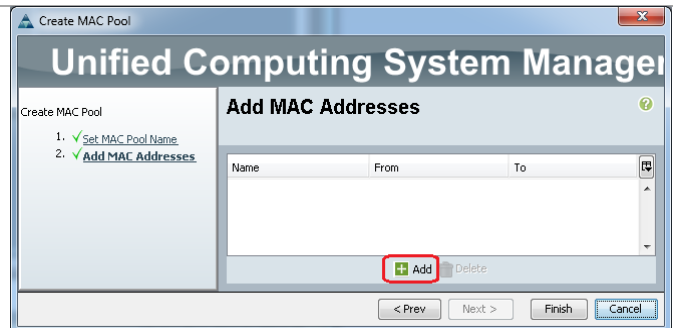 Create MAC Pool
Unified Computing System Manager
Create MAC Pool
1. Set MAC Pool Name
2. Add MAC Addresses
Add MAC Addresses
Name From To
Add Delete
< Prev Next > Finish Cancel